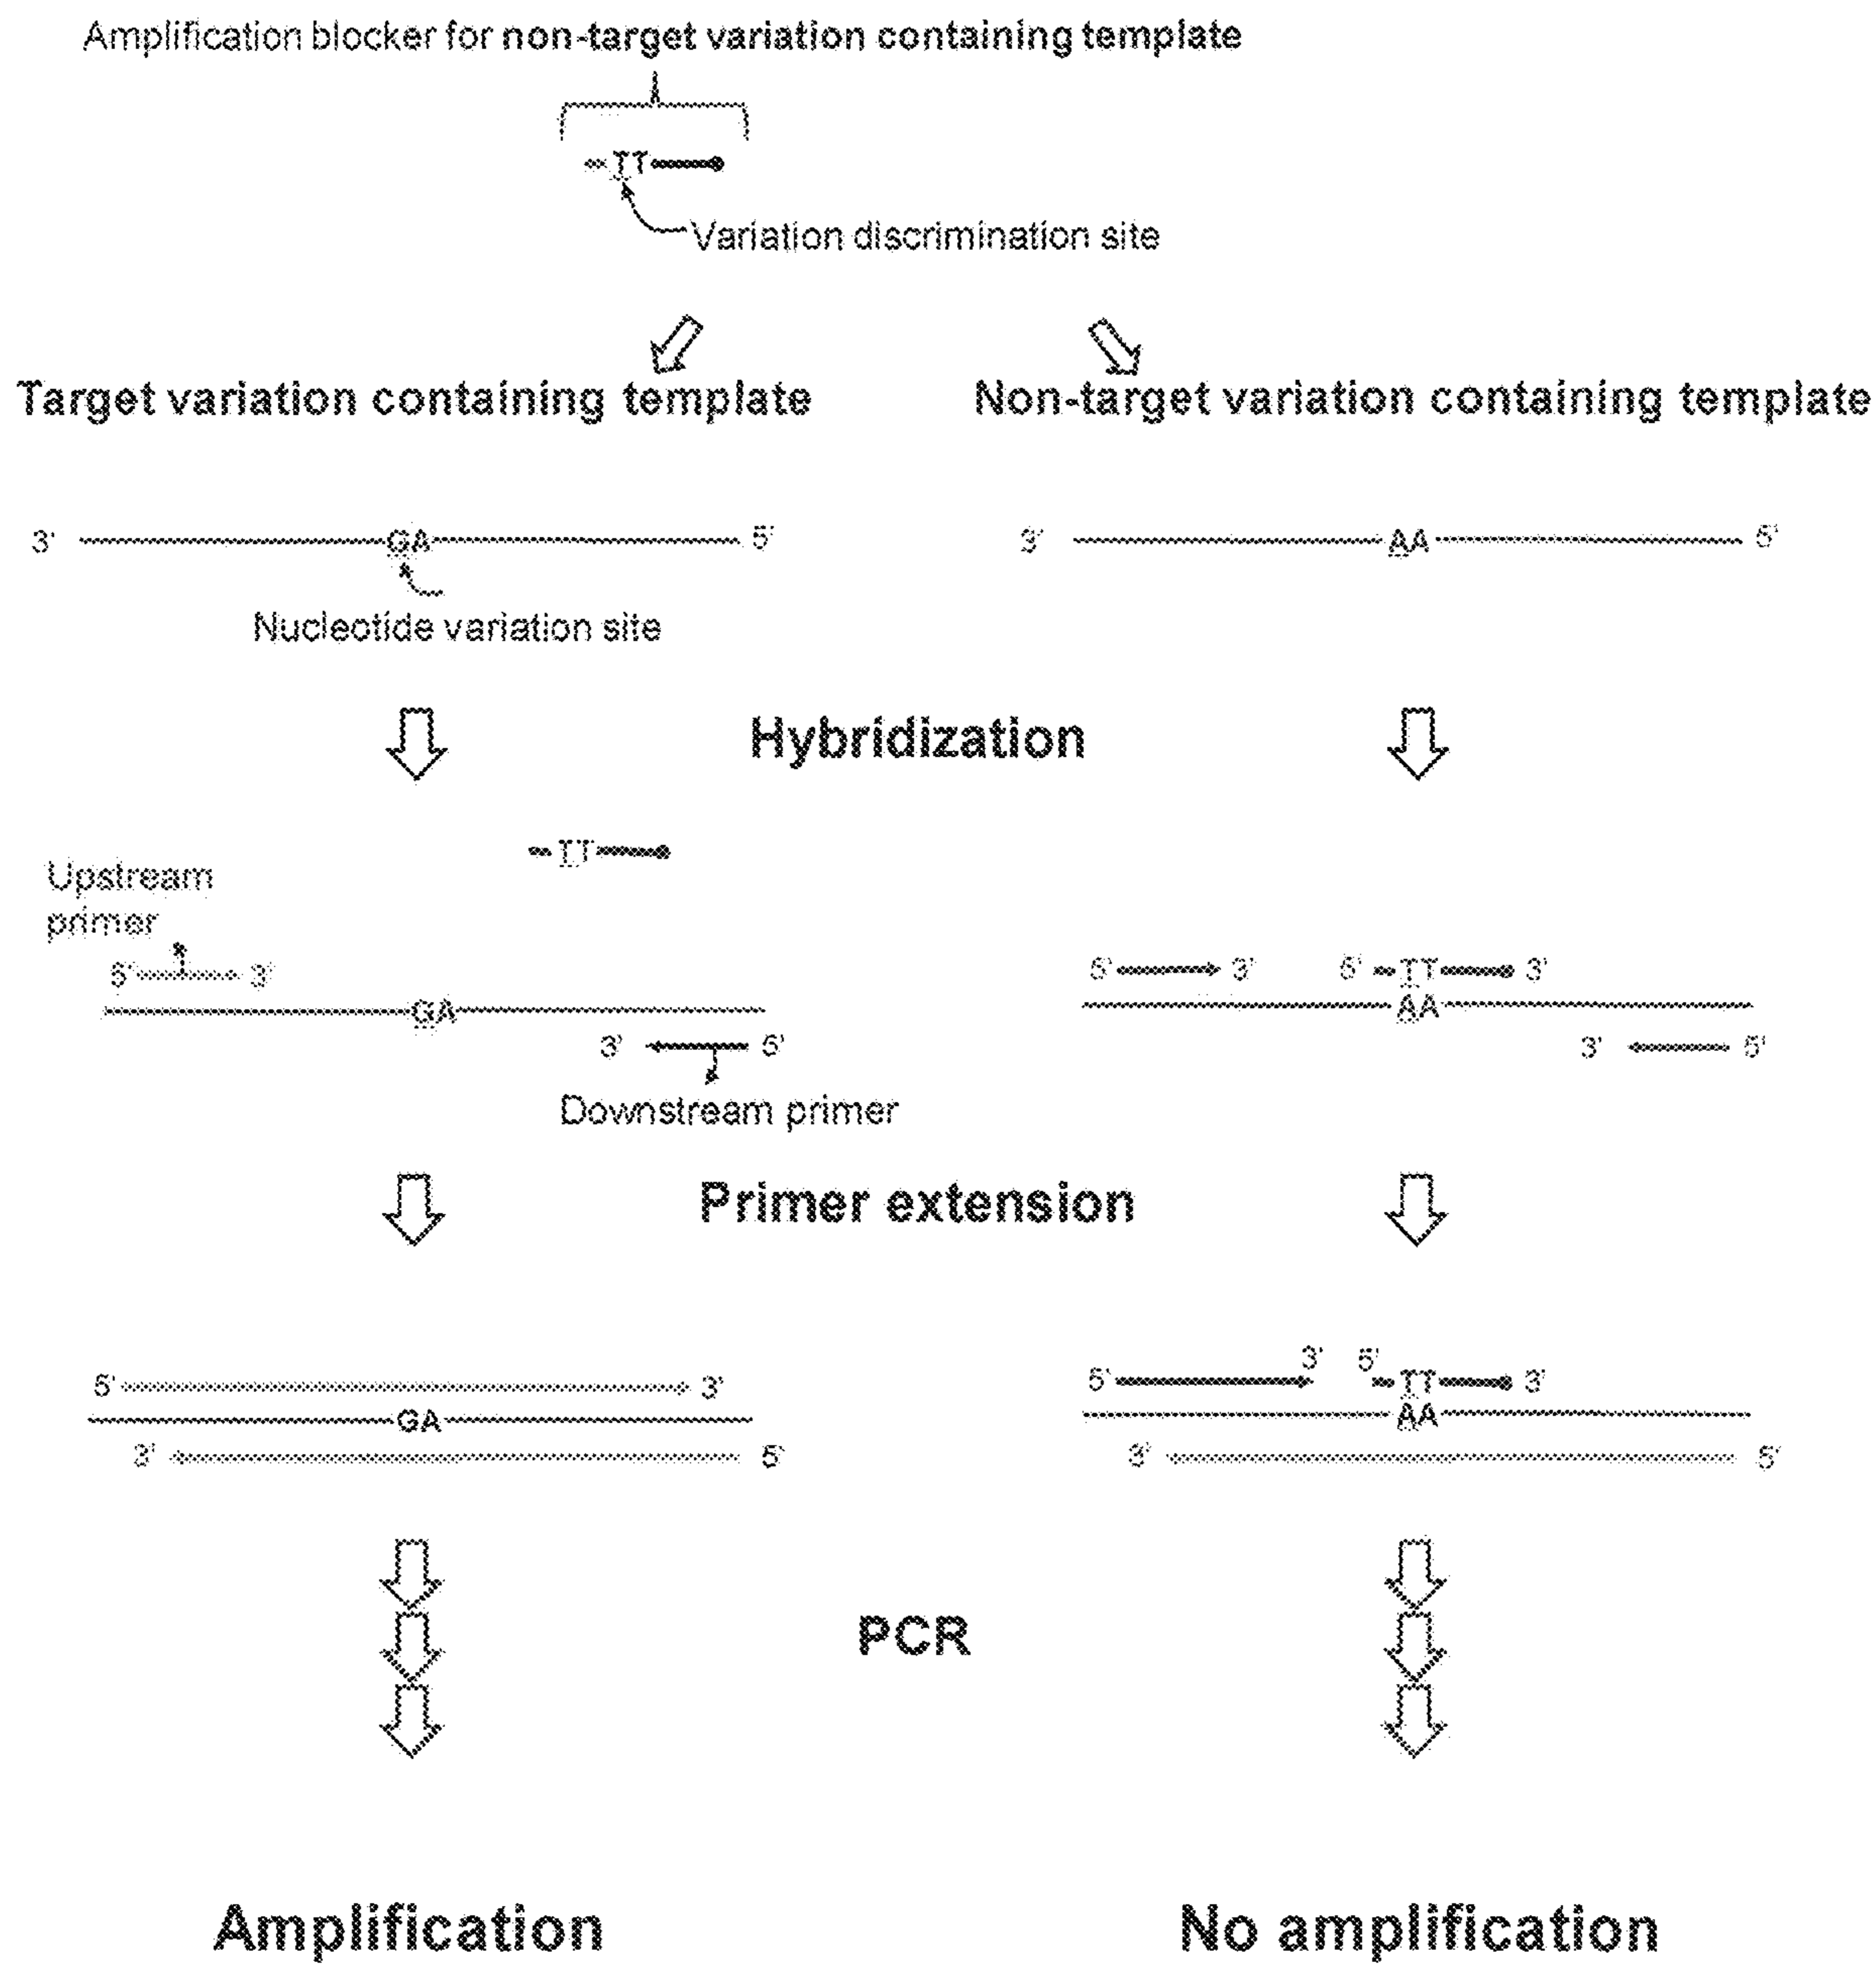 Amplification blocker for non-target variation containing template
TT
Variation discrimination site
Target variation containing template
Non-target variation containing template
3' GA 5'
3' AA 5'
Nucleotide variation site
Hybridization
TT
Upstream
primer
5' 3'
5' 3' 5' TT 3'
GA
AA
3' 5'
3' 5'
Downstream primer
Primer extension
5' 3'
5' 3' 5' TT 3'
GA
AA
3' 5'
3' 5'
PCR
Amplification
No amplification